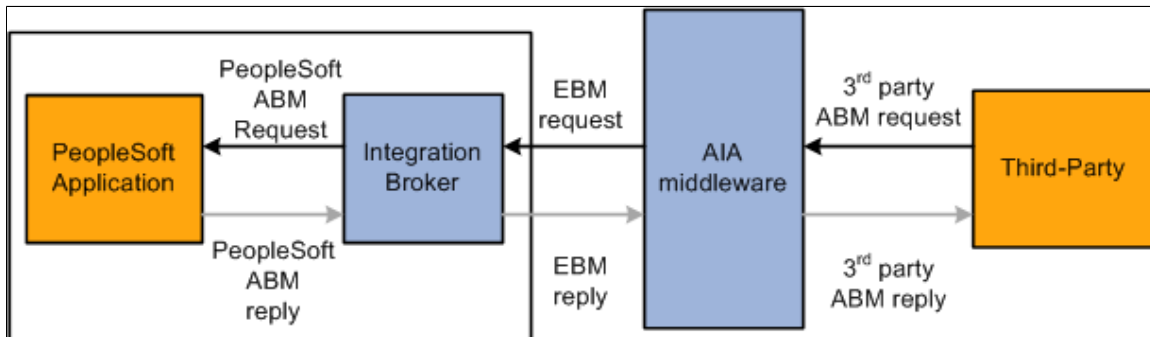 PeopleSoft
ABM
Request
EBM
request
3rd party
ABM request
PeopleSoft
Application
Integration
Broker
AIA
middleware
Third-Party
PeopleSoft
ABM
reply
EBM
reply
3rd party
ABM reply